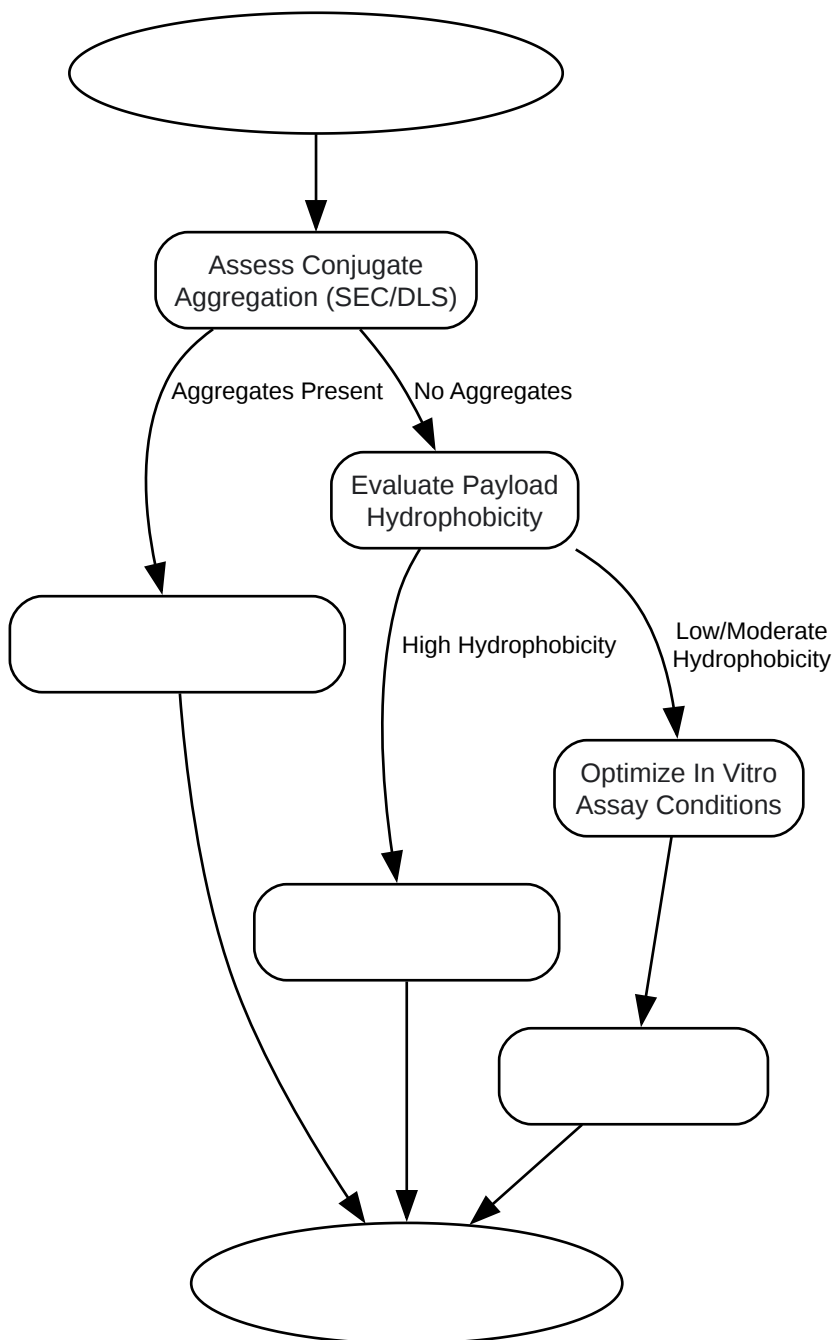 Assess Conjugate
Aggregation (SEC/DLS)
Aggregates Present
No Aggregates
Evaluate Payload
Hydrophobicity
High Hydrophobicity
Low/Moderate
Hydrophobicity
Optimize In Vitro
Assay Conditions